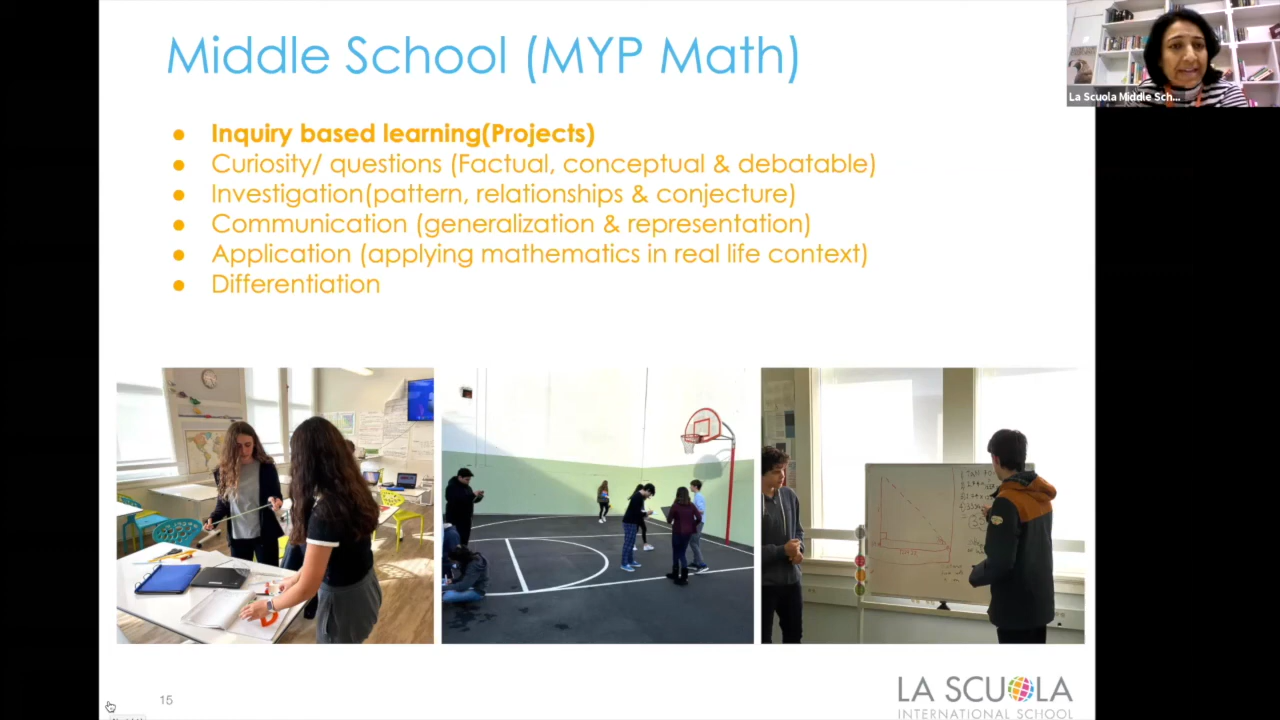 Middle School (MYP Math)
La Scuola Middle Sch...
● Inquiry based learning(Projects)
● Curiosity/ questions (Factual, conceptual & debatable)
● Investigation(pattern, relationships & conjecture)
● Communication (generalization & representation)
● Application (applying mathematics in real life context)
● Differentiation
15
LA SCUOLA
INTERNATIONAL SCHOOL